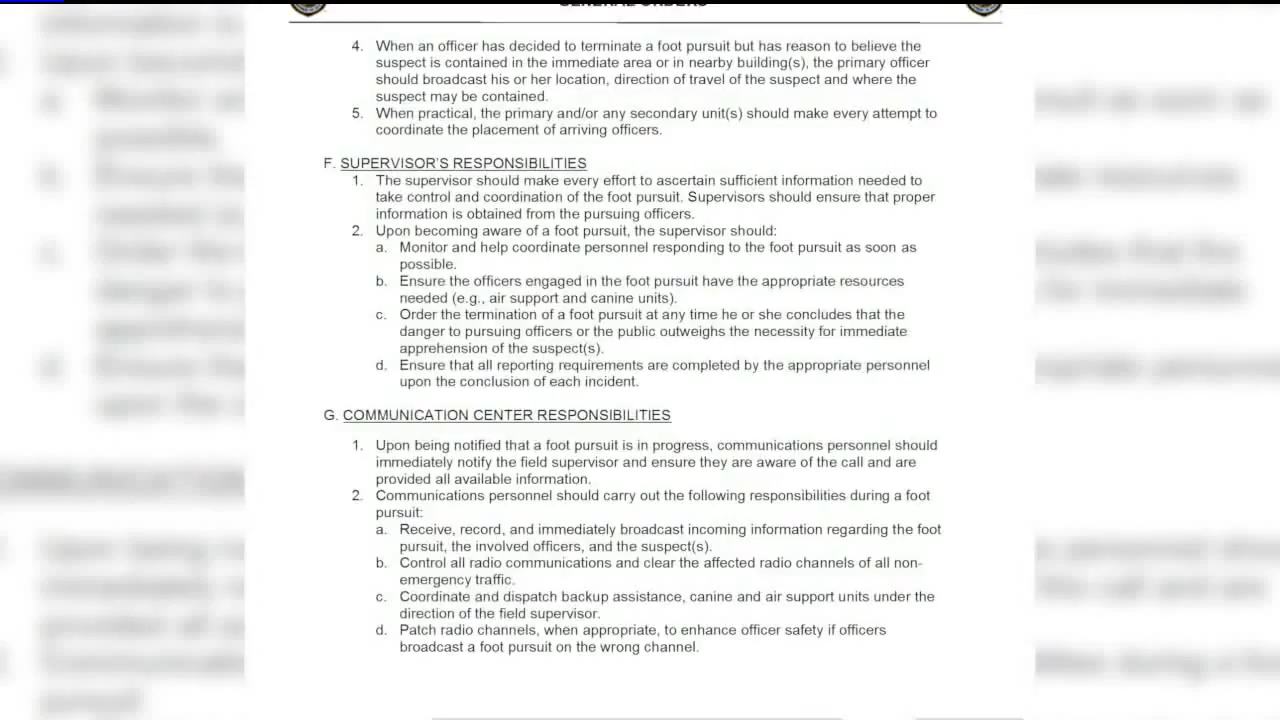 GENERAL ORDERS
4. When an officer has decided to terminate a foot pursuit but has reason to believe the
suspect is contained in the immediate area or in nearby building(s), the primary officer
should broadcast his or her location, direction of travel of the suspect and where the
suspect may be contained.
5. When practical, the primary and/or any secondary unit(s) should make every attempt to
coordinate the placement of arriving officers.
F. SUPERVISOR'S RESPONSIBILITIES
1. The supervisor should make every effort to ascertain sufficient information needed to
take control and coordination of the foot pursuit. Supervisors should ensure that proper
information is obtained from the pursuing officers.
2. Upon becoming aware of a foot pursuit, the supervisor should:
a. Monitor and help coordinate personnel responding to the foot pursuit as soon as
possible.
b. Ensure the officers engaged in the foot pursuit have the appropriate resources
needed (e.g., air support and canine units).
c. Order the termination of a foot pursuit at any time he or she concludes that the
danger to pursuing officers or the public outweighs the necessity for immediate
apprehension of the suspect(s).
d. Ensure that all reporting requirements are completed by the appropriate personnel
upon the conclusion of each incident.
G. COMMUNICATION CENTER RESPONSIBILITIES
1. Upon being notified that a foot pursuit is in progress, communications personnel should
immediately notify the field supervisor and ensure they are aware of the call and are
provided all available information.
2. Communications personnel should carry out the following responsibilities during a foot
pursuit:
a. Receive, record, and immediately broadcast incoming information regarding the foot
pursuit, the involved officers, and the suspect(s).
b. Control all radio communications and clear the affected radio channels of all non-
emergency traffic.
c. Coordinate and dispatch backup assistance, canine and air support units under the
direction of the field supervisor.
d. Patch radio channels, when appropriate, to enhance officer safety if officers
broadcast a foot pursuit on the wrong channel.